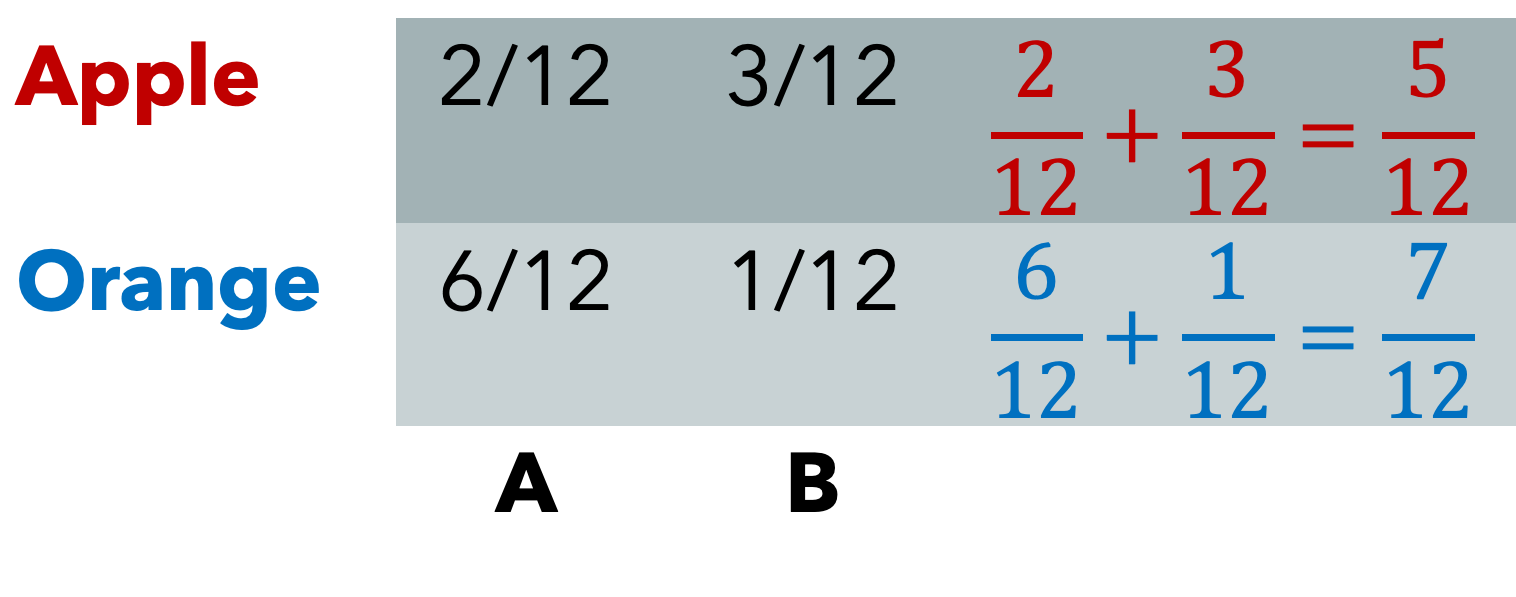 Apple 2/12 3/12 2/12 + 3/12 = 5/12
Orange 6/12 1/12 6/12 + 1/12 = 7/12
A B